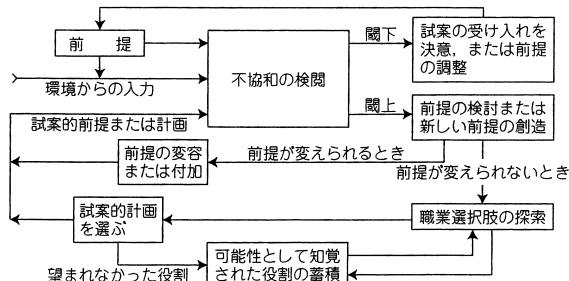 前　提
環境からの入力
試案的前提または計画
不協和の検閲
閾下
試案の受け入れを
決意，または前提
の調整
閾上
前提の検討または
新しい前提の創造
前提の変容
または付加
前提が変えられるとき
前提が変えられないとき
試案的計画
を選ぶ
職業選択肢の探索
望まれなかった役割
可能性として知覚
された役割の蓄積